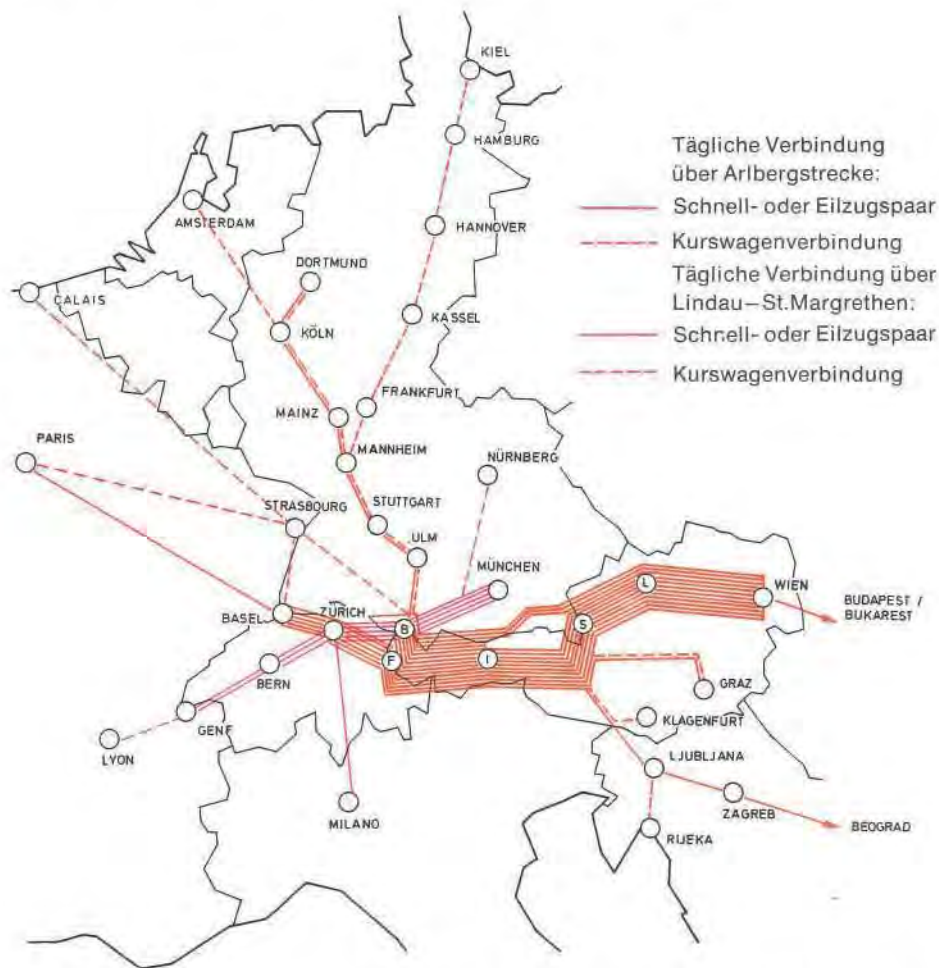 KIEL
HAMBURG
Tägliche Verbindung
über Arlbergstrecke:
Schnell- oder Eilzugspaar
Kurswagenverbindung
Tägliche Verbindung über
Lindau—St.Margrethen:
Schnell- oder Eilzugspaar
Kurswagenverbindung
AMSTERDAM
HANNOVER
DORTMUND
CALAIS
KÖLN
KASSEL
FRANKFURT
MAINZ
PARIS
MANNHEIM
NÜRNBERG
STRASBOURG
STUTTGART
ULM
MÜNCHEN
L
WIEN
BUDAPEST /
BUKAREST
BASEL
ZÜRICH
B
S
F
I
BERN
GRAZ
GENF
KLAGENFURT
LYON
LJUBLJANA
MILANO
ZAGREB
RIJEKA
BEOGRAD